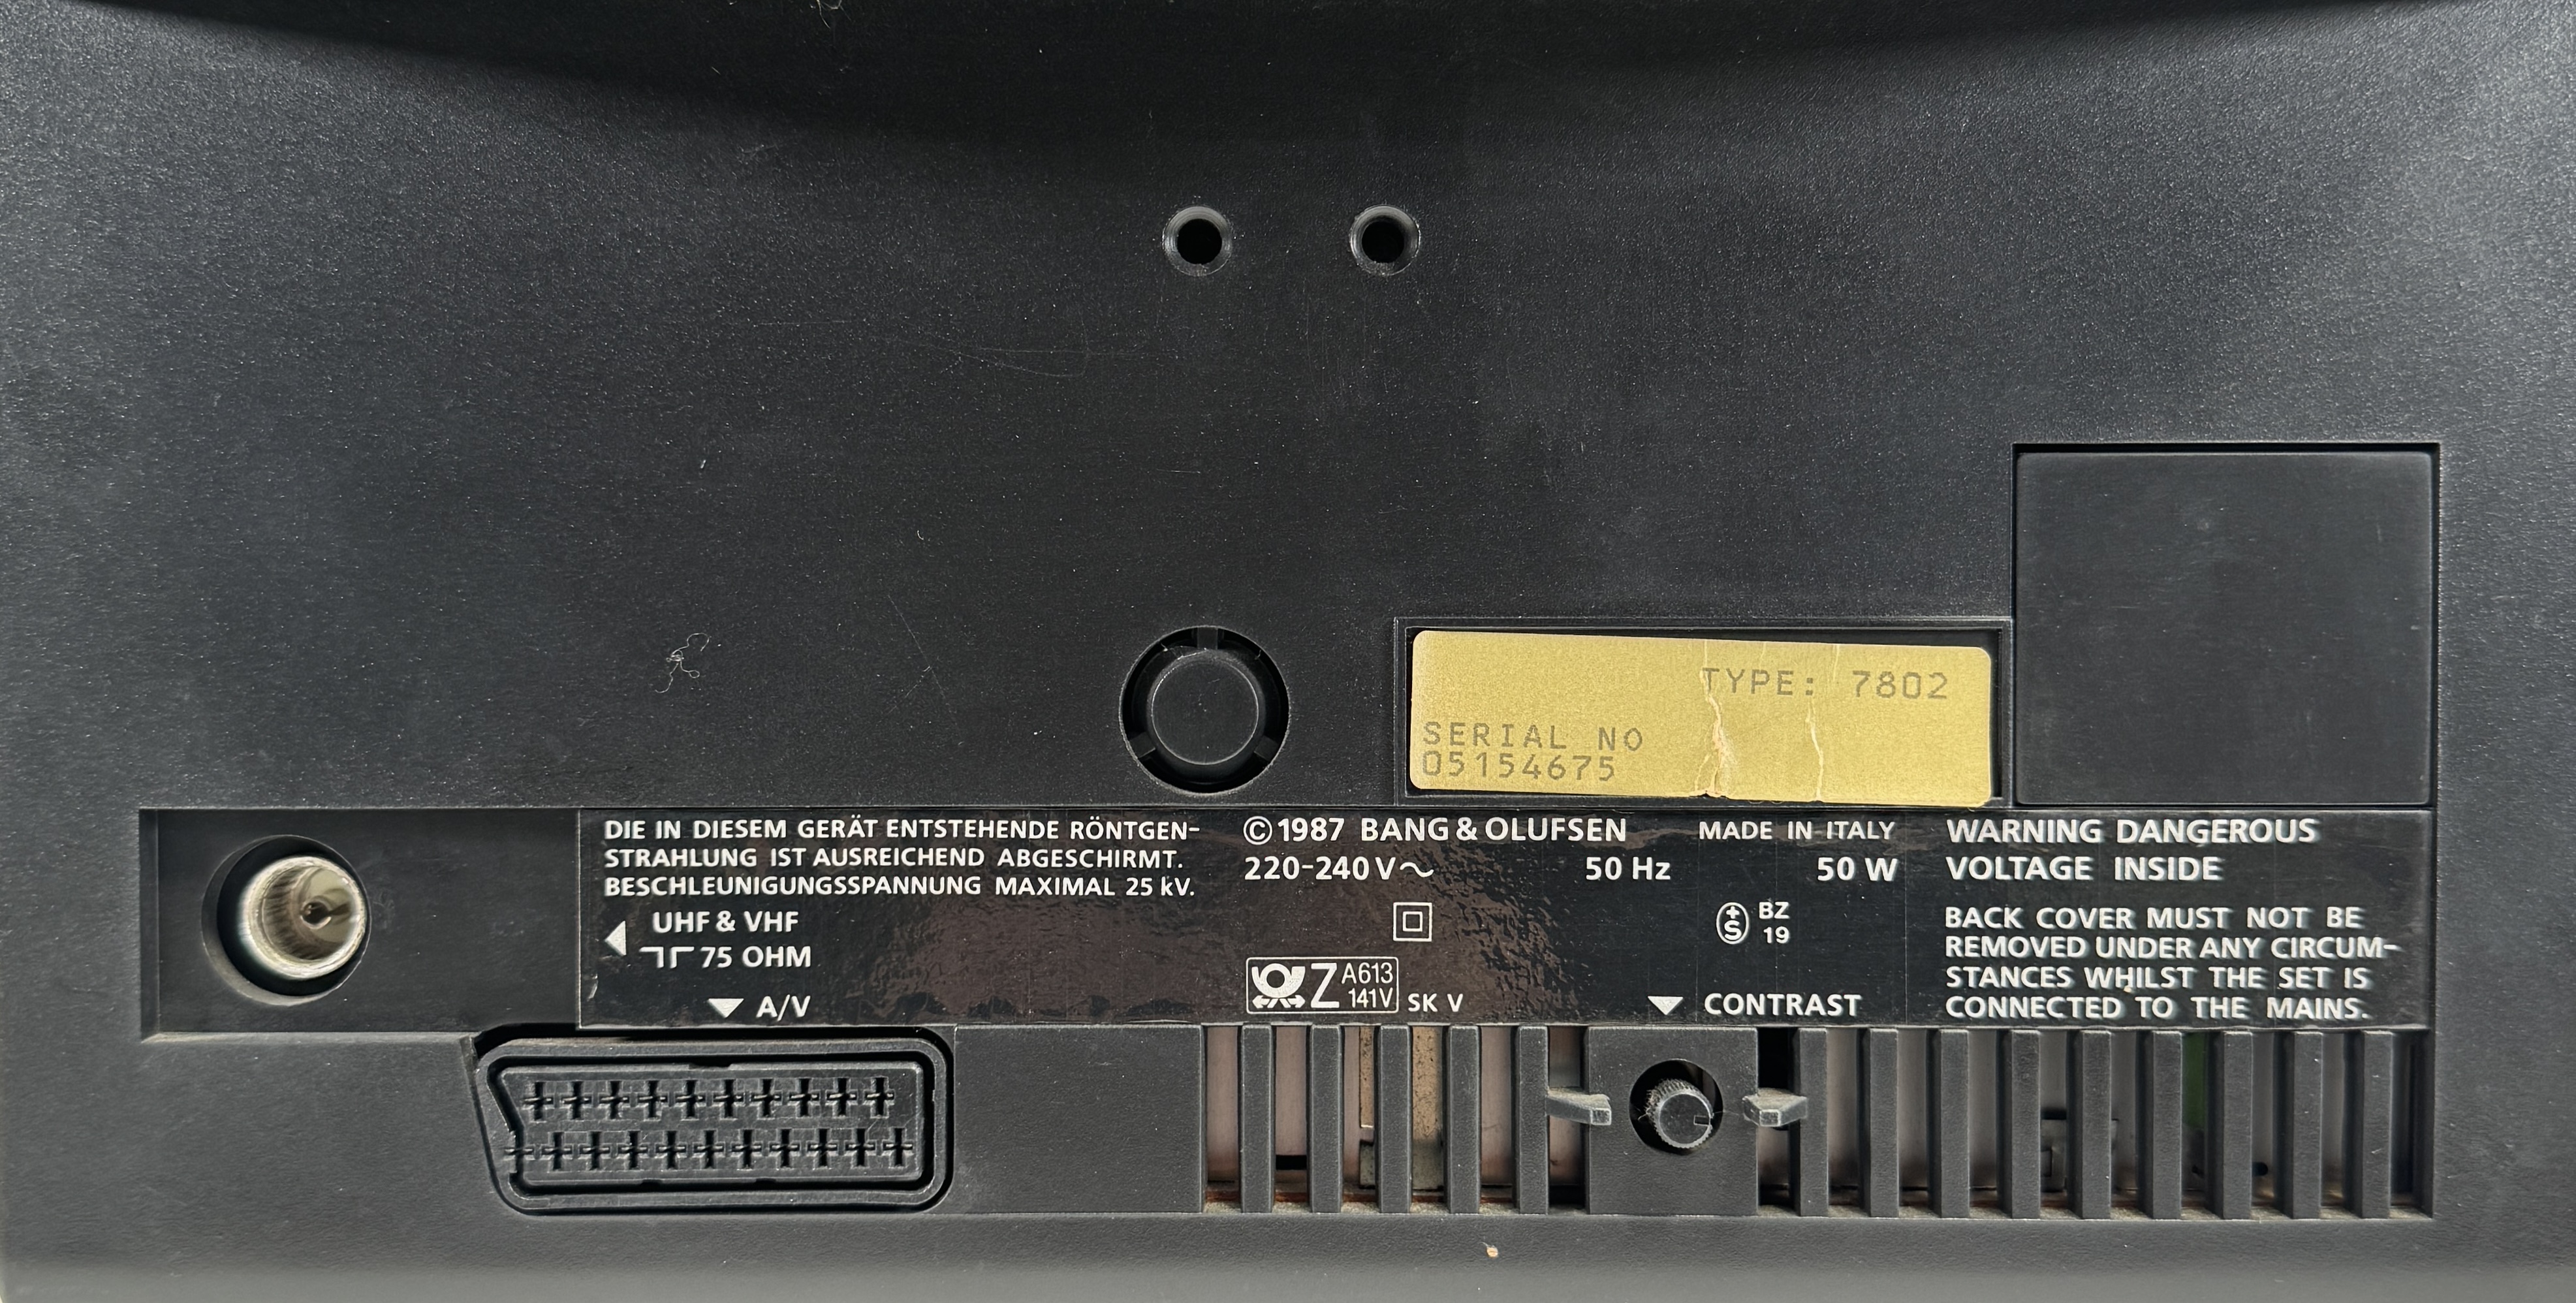 TYPE: 7802
SERIAL NO
05154675
DIE IN DIESEM GERÄT ENTSTEHENDE RÖNTGEN-
STRAHLUNG IST AUSREICHEND ABGESCHIRMT.
BESCHLEUNIGUNGSSPANNUNG MAXIMAL 25 kV.
UHF & VHF
75 OHM
A/V
© 1987 BANG & OLUFSEN MADE IN ITALY
220-240 V~ 50 Hz 50 W
+S BZ
19
Z A613
141V SK V
CONTRAST
WARNING DANGEROUS
VOLTAGE INSIDE
BACK COVER MUST NOT BE
REMOVED UNDER ANY CIRCUM-
STANCES WHILST THE SET IS
CONNECTED TO THE MAINS.